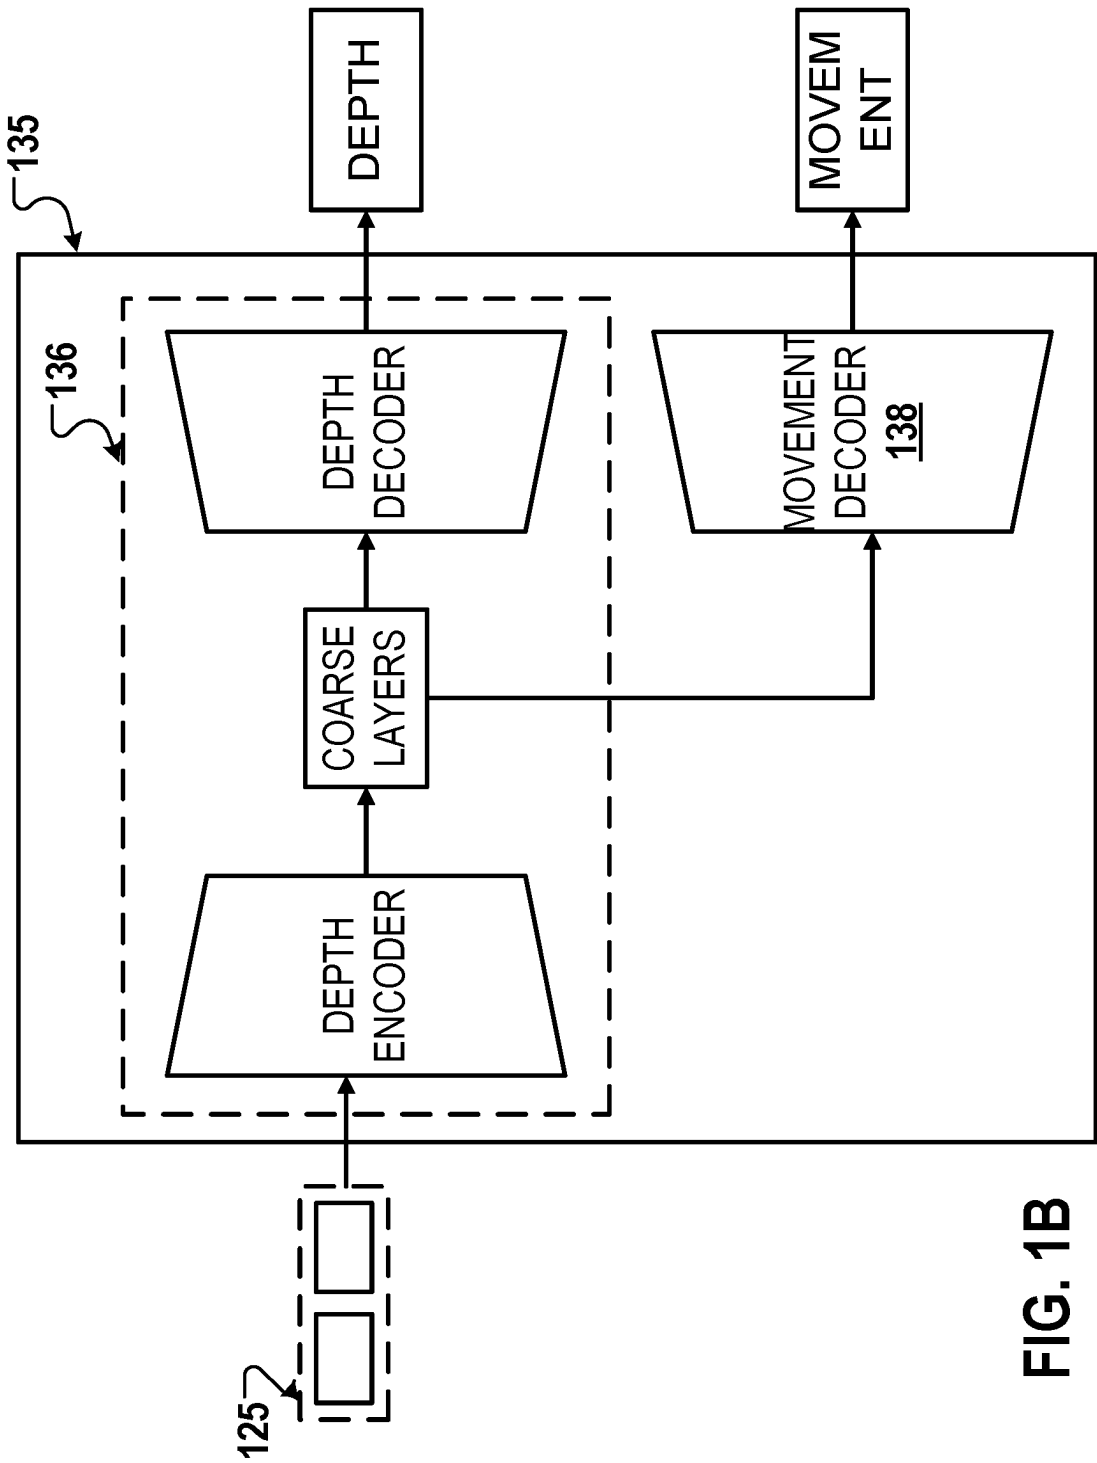 135
136
125
DEPTH
ENCODER
COARSE
LAYERS
DEPTH
DECODER
DEPTH
MOVEMENT
DECODER
138
MOVEM
ENT
FIG. 1B